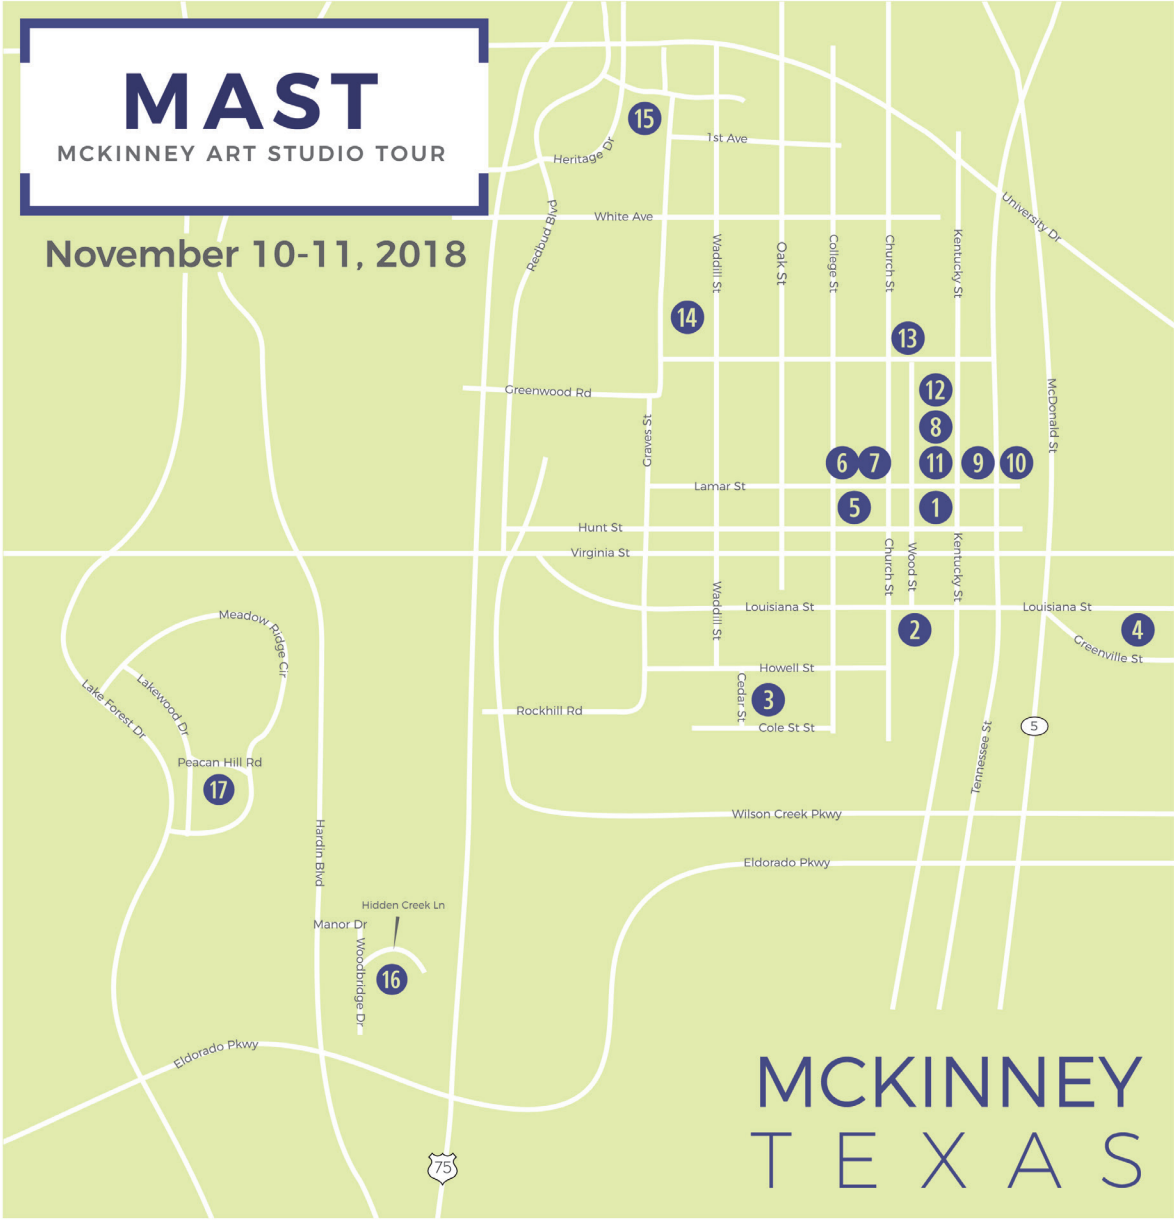 MAST
MCKINNEY ART STUDIO TOUR
November 10-11, 2018
15
1st Ave
Heritage Dr
White Ave
Redbud Blvd
University Dr
Waddill St
Oak St
College St
Church St
Kentucky St
14
13
Greenwood Rd
12
McDonald St
Graves St
8
6
7
11
9
10
Lamar St
5
1
Hunt St
Virginia St
Church St
Wood St
Kentucky St
Waddill St
Louisiana St
Louisiana St
Meadow Ridge Cir
2
4
Greenville St
Howell St
Lake Forest Dr
Lakewood Dr
Cedar St
3
Rockhill Rd
Cole St St
5
Tennessee St
Peacan Hill Rd
17
Wilson Creek Pkwy
Hardin Blvd
Eldorado Pkwy
Hidden Creek Ln
Manor Dr
Woodbridge Dr
16
Eldorado Pkwy
MCKINNEY
TEXAS
75